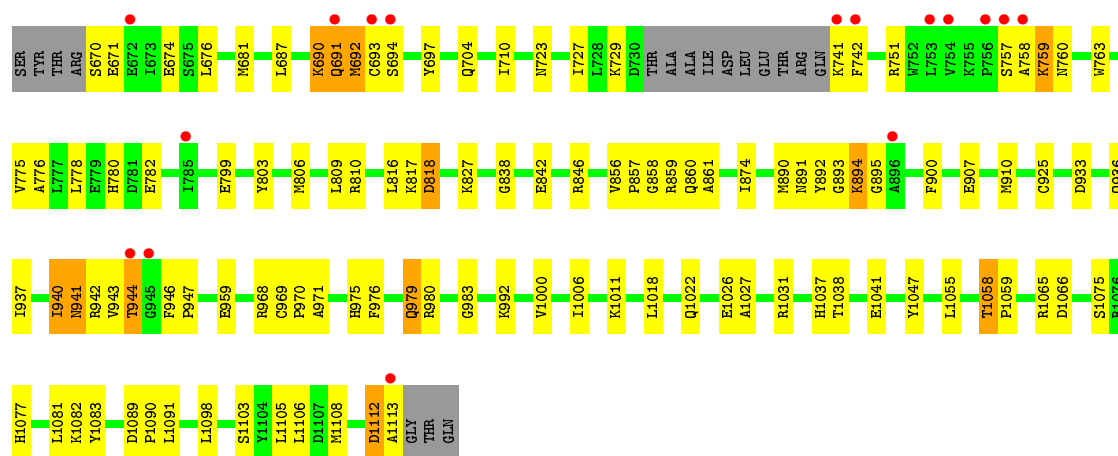 SER TYR THR ARG S670 E671 E672 I673 E674 S675 L676 M681 L687 K690 Q691 M692 C693 S694 Y697 Q704 I710 N723 I727 L728 K729 D730 THR ALA ALA ILE ASP LEU GLU THR ARG GLN K741 F742 R751 W752 L753 V754 K755 P756 S757 A758 K759 N760 W763
V775 A776 L777 L778 E779 H780 D781 E782 I785 E799 Y803 M806 L809 R810 L816 K817 D818 K827 G838 E842 R846 V856 P857 G858 R859 Q860 A861 I874 M890 N891 Y892 G893 K894 G895 A896 F900 E907 M910 C925 D933
I937 I940 N941 R942 V943 T944 G945 F946 P947 E959 R968 C969 P970 A971 H975 F976 Q979 R980 G983 K992 V1000 I1006 K1011 L1018 Q1022 E1026 A1027 R1031 H1037 T1038 E1041 Y1047 L1055 T1058 P1059 R1065 D1066 S1075
H1077 L1081 K1082 Y1083 D1089 P1090 L1091 L1098 S1103 Y1104 L1105 L1106 D1107 M1108 D1112 A1113 GLY THR GLN